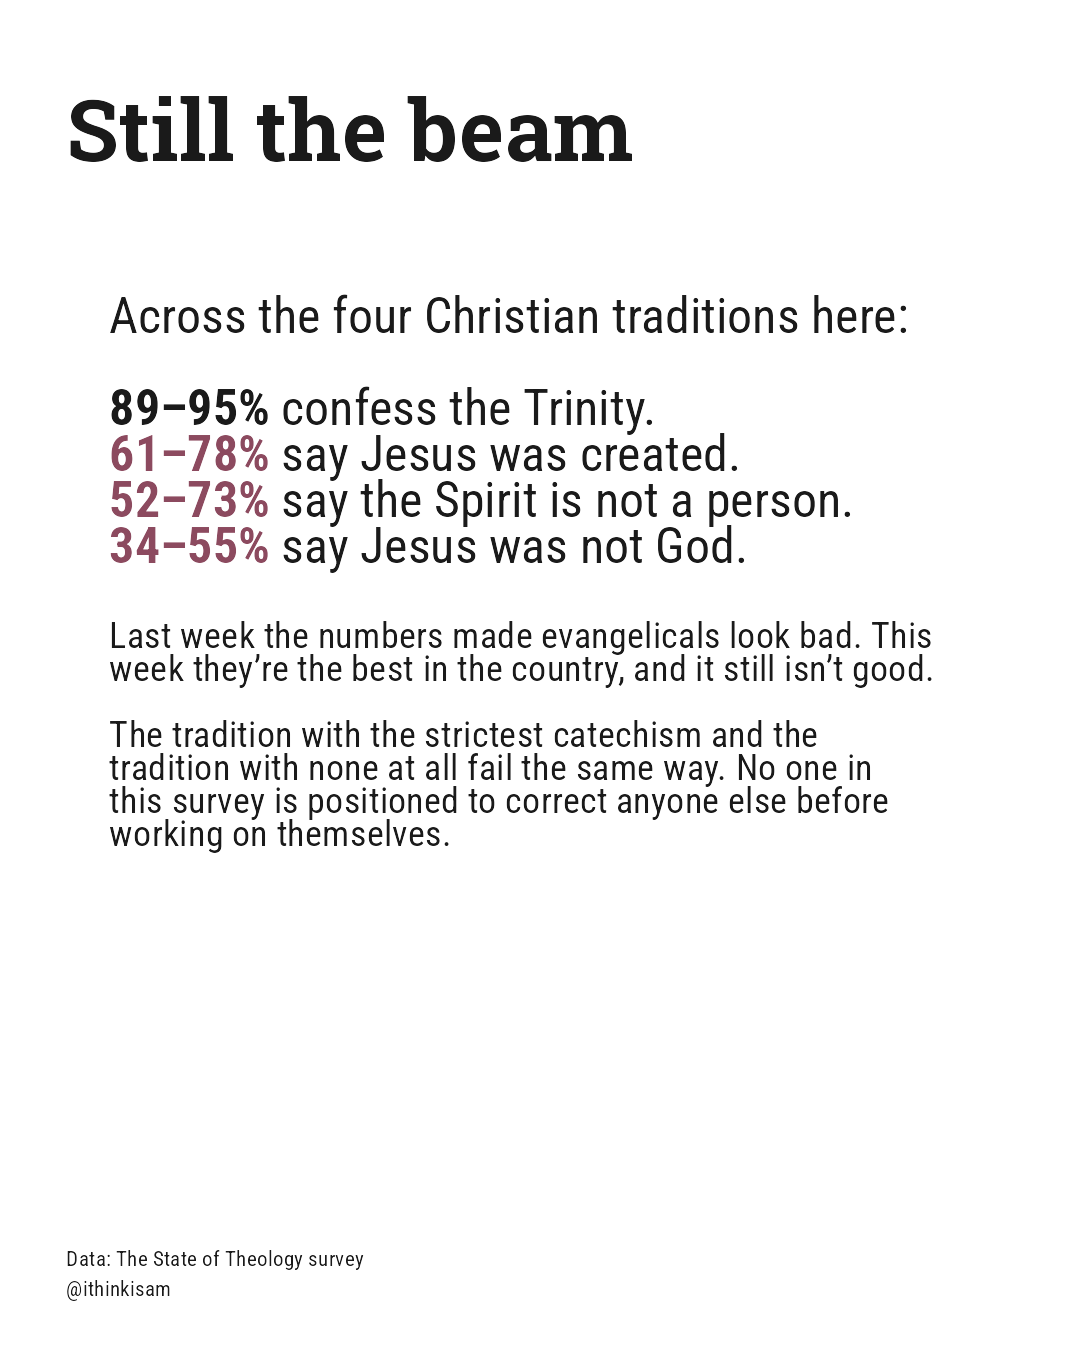 Still the beam
Across the four Christian traditions here:
89–95% confess the Trinity.
61–78% say Jesus was created.
52–73% say the Spirit is not a person.
34–55% say Jesus was not God.
Last week the numbers made evangelicals look bad. This
week they’re the best in the country, and it still isn’t good.
The tradition with the strictest catechism and the
tradition with none at all fail the same way. No one in
this survey is positioned to correct anyone else before
working on themselves.
Data: The State of Theology survey
@ithinkisam